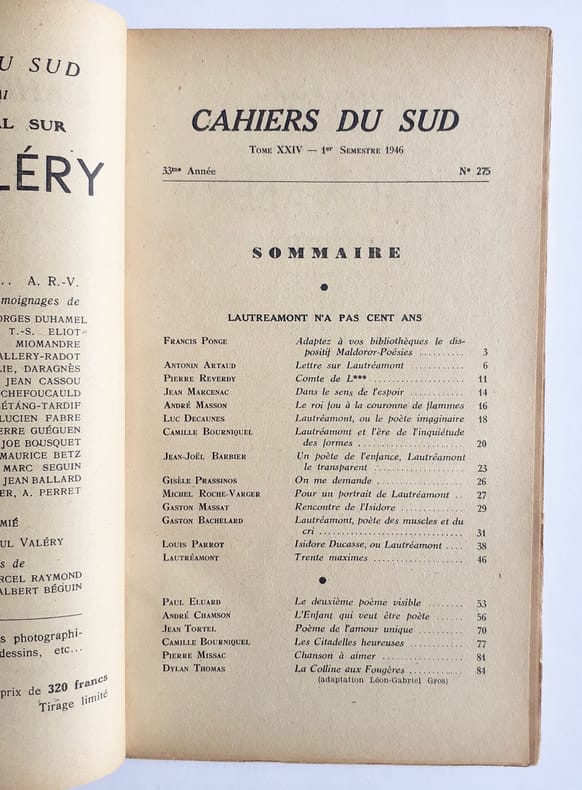 U SUD
AL SUR
LÉRY
... A. R.-V.
moignages de
ORGES DUHAMEL
T.-S. ELIOT
MIOMANDRE
ALLERY-RADOT
LIE, DARAGNÈS
JEAN CASSOU
CHEFOUCAULD
BÉTANG-TARDIF
LUCIEN FABRE
ERRE GUÉGUEN
JOE BOUSQUET
MAURICE BETZ
MARC SEGUIN
JEAN BALLARD
ER, A. PERRET
MIÉ
UL VALÉRY
s de
RCEL RAYMOND
ALBERT BÉGUIN
s photographi-
dessins, etc...
prix de 320 francs
Tirage limité
CAHIERS DU SUD
TOME XXIV — 1er SEMESTRE 1946
33me Année N° 275
SOMMAIRE
LAUTREAMONT N'A PAS CENT ANS
FRANCIS PONGE Adaptez à vos bibliothèques le dis-
positif Maldoror-Poésies .......... 3
ANTONIN ARTAUD Lettre sur Lautréamont .......... 6
PIERRE REVERDY Comte de L*** .......... 11
JEAN MARCENAC Dans le sens de l'espoir .......... 14
ANDRÉ MASSON Le roi fou à la couronne de flammes 16
LUC DECAUNES Lautréamont, ou le poète imaginaire 18
CAMILLE BOURNIQUEL Lautréamont et l'ère de l'inquiétude
des formes .......... 20
JEAN-JOËL BARBIER Un poète de l'enfance, Lautréamont
le transparent .......... 23
GISÈLE PRASSINOS On me demande .......... 26
MICHEL ROCHE-VARGER Pour un portrait de Lautréamont .. 27
GASTON MASSAT Rencontre de l'Isidore .......... 29
GASTON BACHELARD Lautréamont, poète des muscles et du
cri .......... 31
LOUIS PARROT Isidore Ducasse, ou Lautréamont .... 38
LAUTRÉAMONT Trente maximes .......... 46
PAUL ELUARD Le deuxième poème visible ........ 53
ANDRÉ CHAMSON L'Enfant qui veut être poète ...... 56
JEAN TORTEL Poème de l'amour unique .......... 70
CAMILLE BOURNIQUEL Les Citadelles heureuses .......... 77
PIERRE MISSAC Chanson à aimer .......... 81
DYLAN THOMAS La Colline aux Fougères .......... 84
(adaptation Léon-Gabriel Gros)